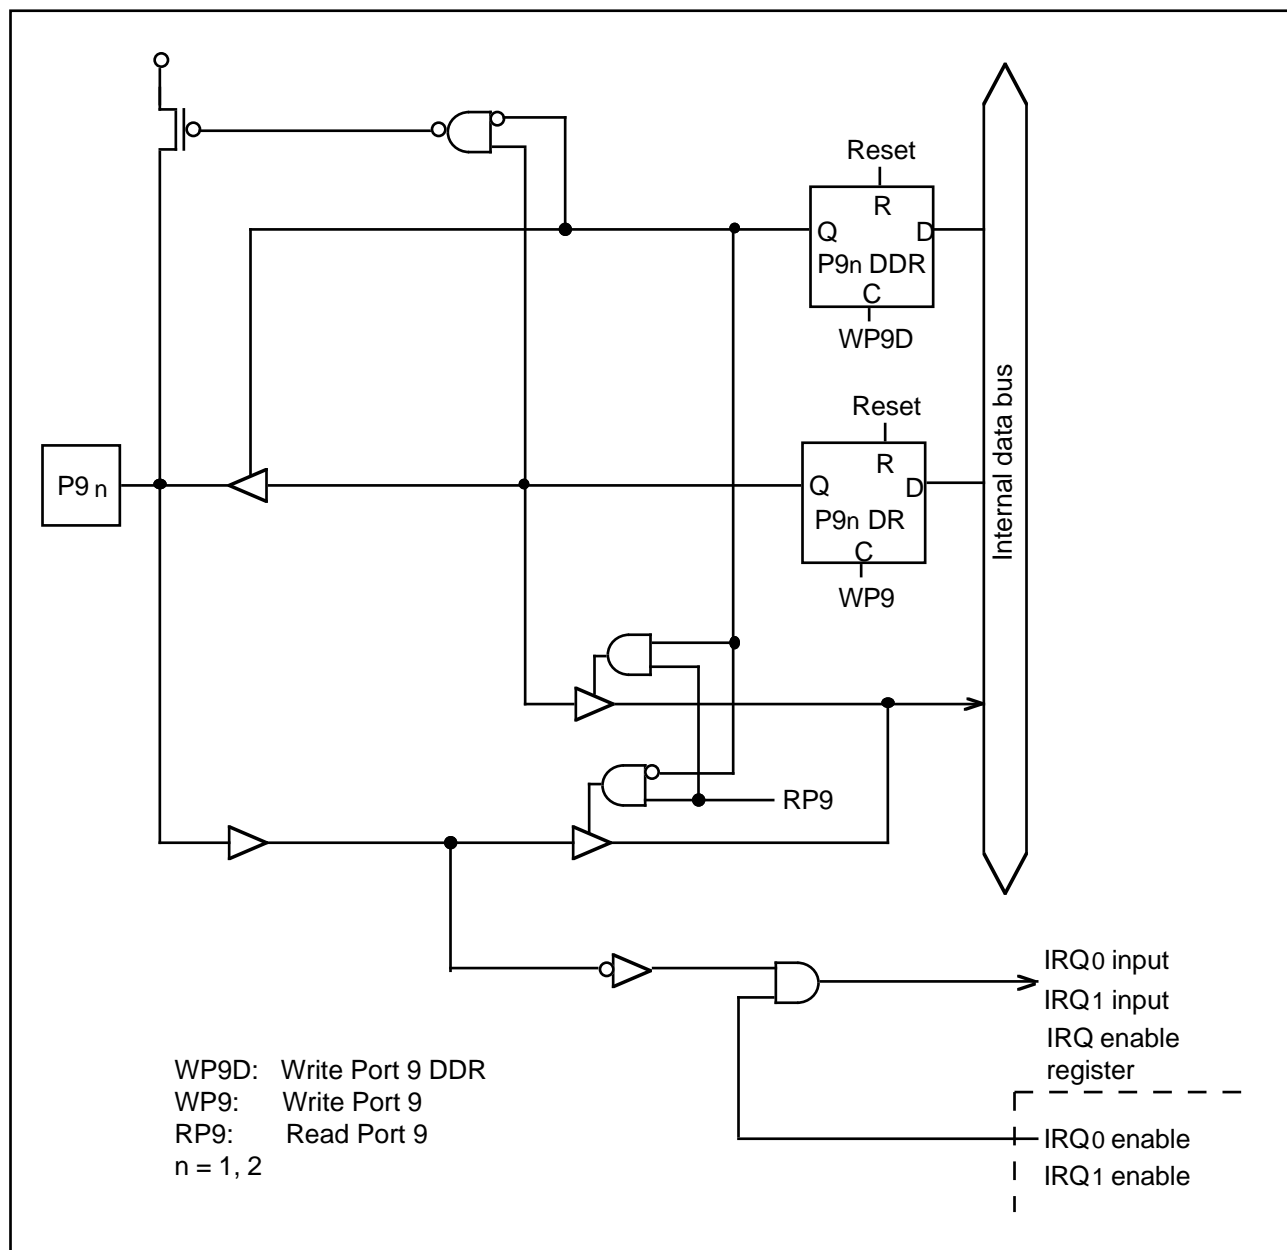 Reset
R
Q
D
P9n DDR
C
WP9D
Internal data bus
Reset
R
Q
D
P9n DR
C
WP9
P9 n
RP9
IRQ0 input
IRQ1 input
IRQ enable
register
IRQ0 enable
IRQ1 enable
WP9D: Write Port 9 DDR
WP9: Write Port 9
RP9: Read Port 9
n = 1, 2